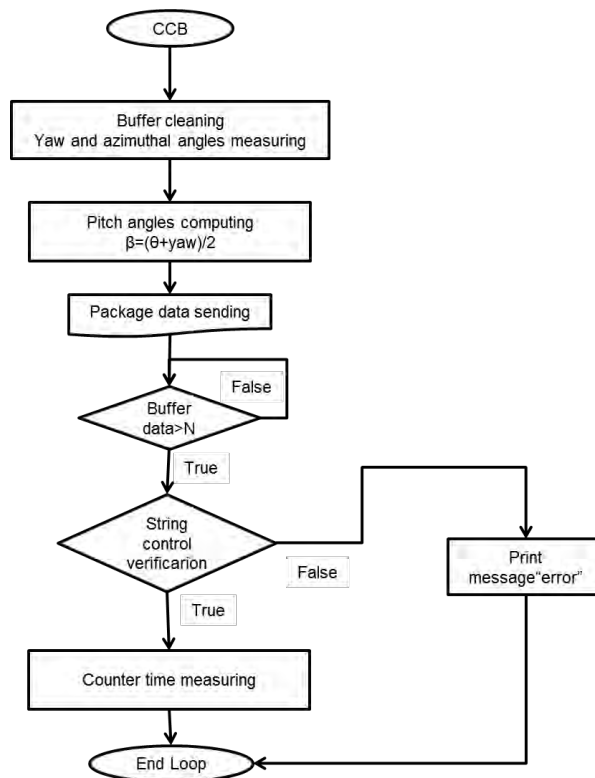 CCB
Buffer cleaning
Yaw and azimuthal angles measuring
Pitch angles computing
β=(θ+yaw)/2
Package data sending
False
Buffer
data>N
True
String
control
verificarion
False
Print
message“error”
True
Counter time measuring
End Loop